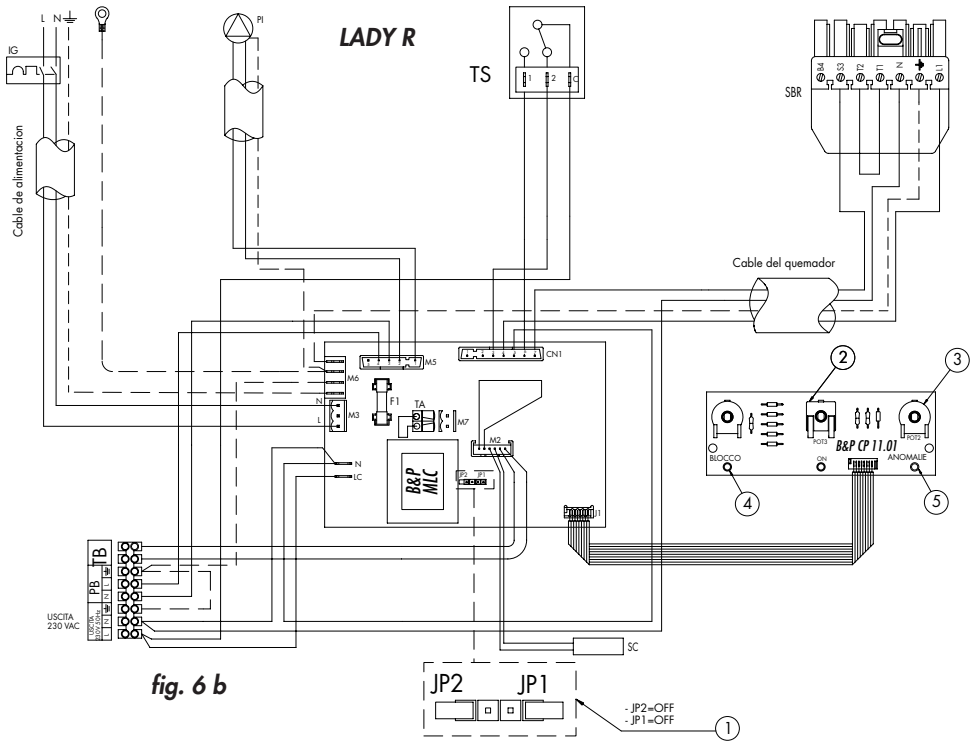 LADY R
L N
IG
Cable de alimentacion
PI
TS
1 2 C
B4 S3 T2 T1 N L1
SBR
Cable del quemador
M5
CN1
M6
N
M3
L
F1
TA
M7
M2
N
LC
B&P
MLC
JP2 JP1
J1
2
3
POT3
B&P CP 11.01
POT2
BLOCCO
ON
ANOMALIE
4
5
TB
PB
L
N
USCITA
230 VAC
USCITA
230V-50Hz
N
L
SC
fig. 6 b
JP2 JP1
- JP2=OFF
- JP1=OFF
1